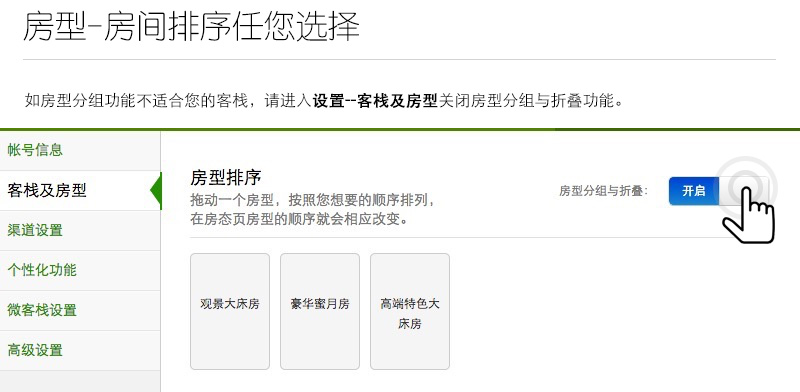 房型-房间排序任您选择
如房型分组功能不适合您的客栈，请进入设置--客栈及房型关闭房型分组与折叠功能。
帐号信息
客栈及房型
渠道设置
个性化功能
微客栈设置
高级设置
房型排序
拖动一个房型，按照您想要的顺序排列，
在房态页房型的顺序就会相应改变。
房型分组与折叠：
开启
观景大床房
豪华蜜月房
高端特色大
床房